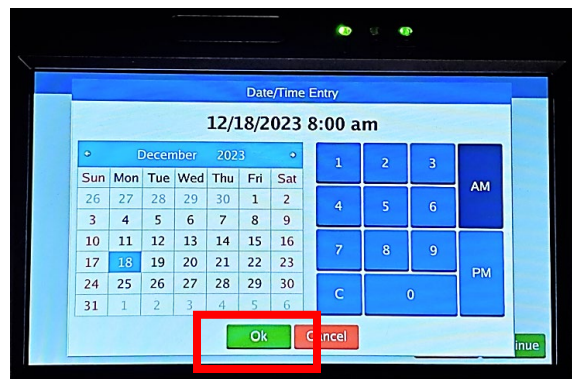 Date/Time Entry
12/18/2023 8:00 am
December 2023
Sun Mon Tue Wed Thu Fri Sat
26 27 28 29 30 1 2
3 4 5 6 7 8 9
10 11 12 13 14 15 16
17 18 19 20 21 22 23
24 25 26 27 28 29 30
31 1 2 3 4 5 6
1 2 3
AM
4 5 6
7 8 9
PM
C 0
Ok Cancel
inue